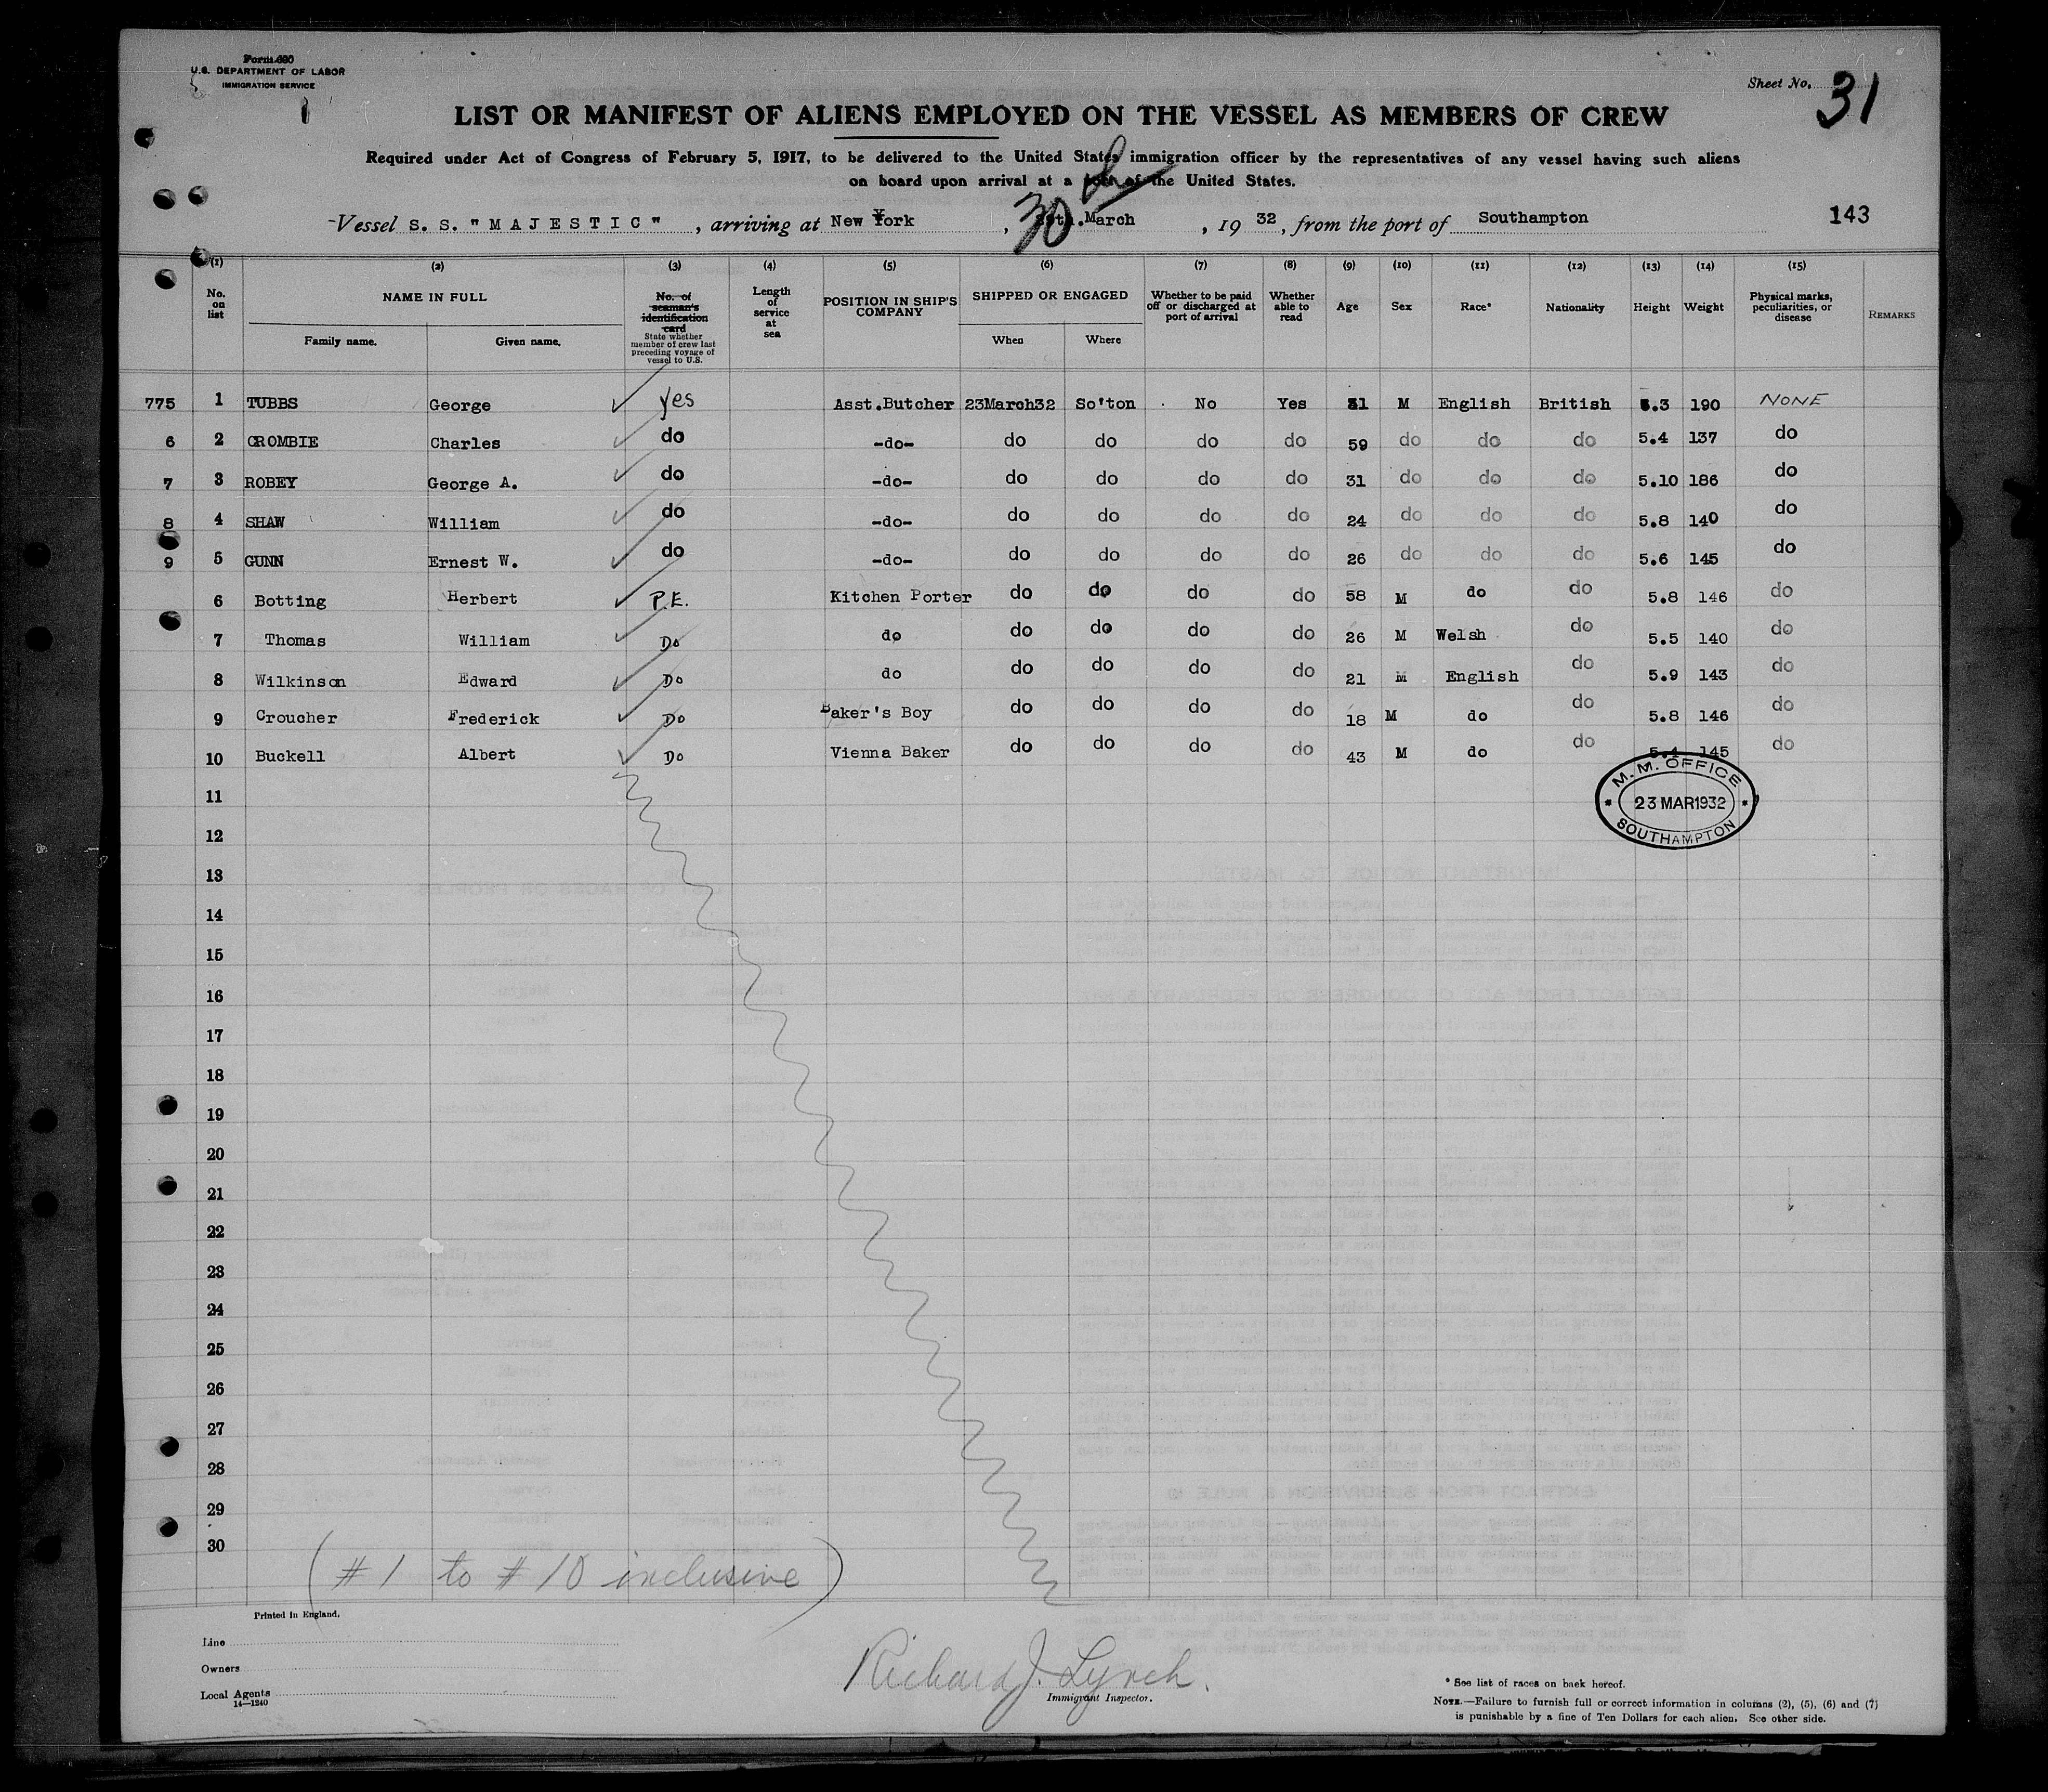 Form 680
U.S. DEPARTMENT OF LABOR
IMMIGRATION SERVICE
1
Sheet No. 31
LIST OR MANIFEST OF ALIENS EMPLOYED ON THE VESSEL AS MEMBERS OF CREW
Required under Act of Congress of February 5, 1917, to be delivered to the United States immigration officer by the representatives of any vessel having such aliens
on board upon arrival at a port of the United States.
Vessel S. S. "MAJESTIC", arriving at New York, 30th March, 1932, from the port of Southampton 143
(1) (2) (3) (4) (5) (6) (7) (8) (9) (10) (11) (12) (13) (14) (15)
No. on list NAME IN FULL Family name. Given name. No. of seaman's identification card State whether member of crew last preceding voyage of vessel to U.S. Length of service at sea POSITION IN SHIP'S COMPANY SHIPPED OR ENGAGED When Where Whether to be paid off or discharged at port of arrival Whether able to read Age Sex Race* Nationality Height Weight Physical marks, peculiarities, or disease REMARKS
775 1 TUBBS George yes Asst.Butcher 23March32 So'ton No Yes 31 M English British 5.3 190 NONE
6 2 CROMBIE Charles do -do- do do do do 59 do do do 5.4 137 do
7 3 ROBEY George A. do -do- do do do do 31 do do do 5.10 186 do
8 4 SHAW William do -do- do do do do 24 do do do 5.8 140 do
9 5 GUNN Ernest W. do -do- do do do do 26 do do do 5.6 145 do
6 Botting Herbert P.E. Kitchen Porter do do do do 58 M do do 5.8 146 do
7 Thomas William Do do do do do do 26 M Welsh do 5.5 140 do
8 Wilkinson Edward Do do do do do do 21 M English do 5.9 143 do
9 Croucher Frederick Do Baker's Boy do do do do 18 M do do 5.8 146 do
10 Buckell Albert Do Vienna Baker do do do do 43 M do do 5.4 145 do
M. M. OFFICE
23 MAR 1932
SOUTHAMPTON
11
12
13
14
15
16
17
18
19
20
21
22
23
24
25
26
27
28
29
30
(#1 to #10 inclusive)
Printed in England.
Line
Owners
Local Agents
14—1240
Richard J. Lynch.
Immigrant Inspector.
* See list of races on back hereof.
NOTE.—Failure to furnish full or correct information in columns (2), (5), (6) and (7)
is punishable by a fine of Ten Dollars for each alien. See other side.